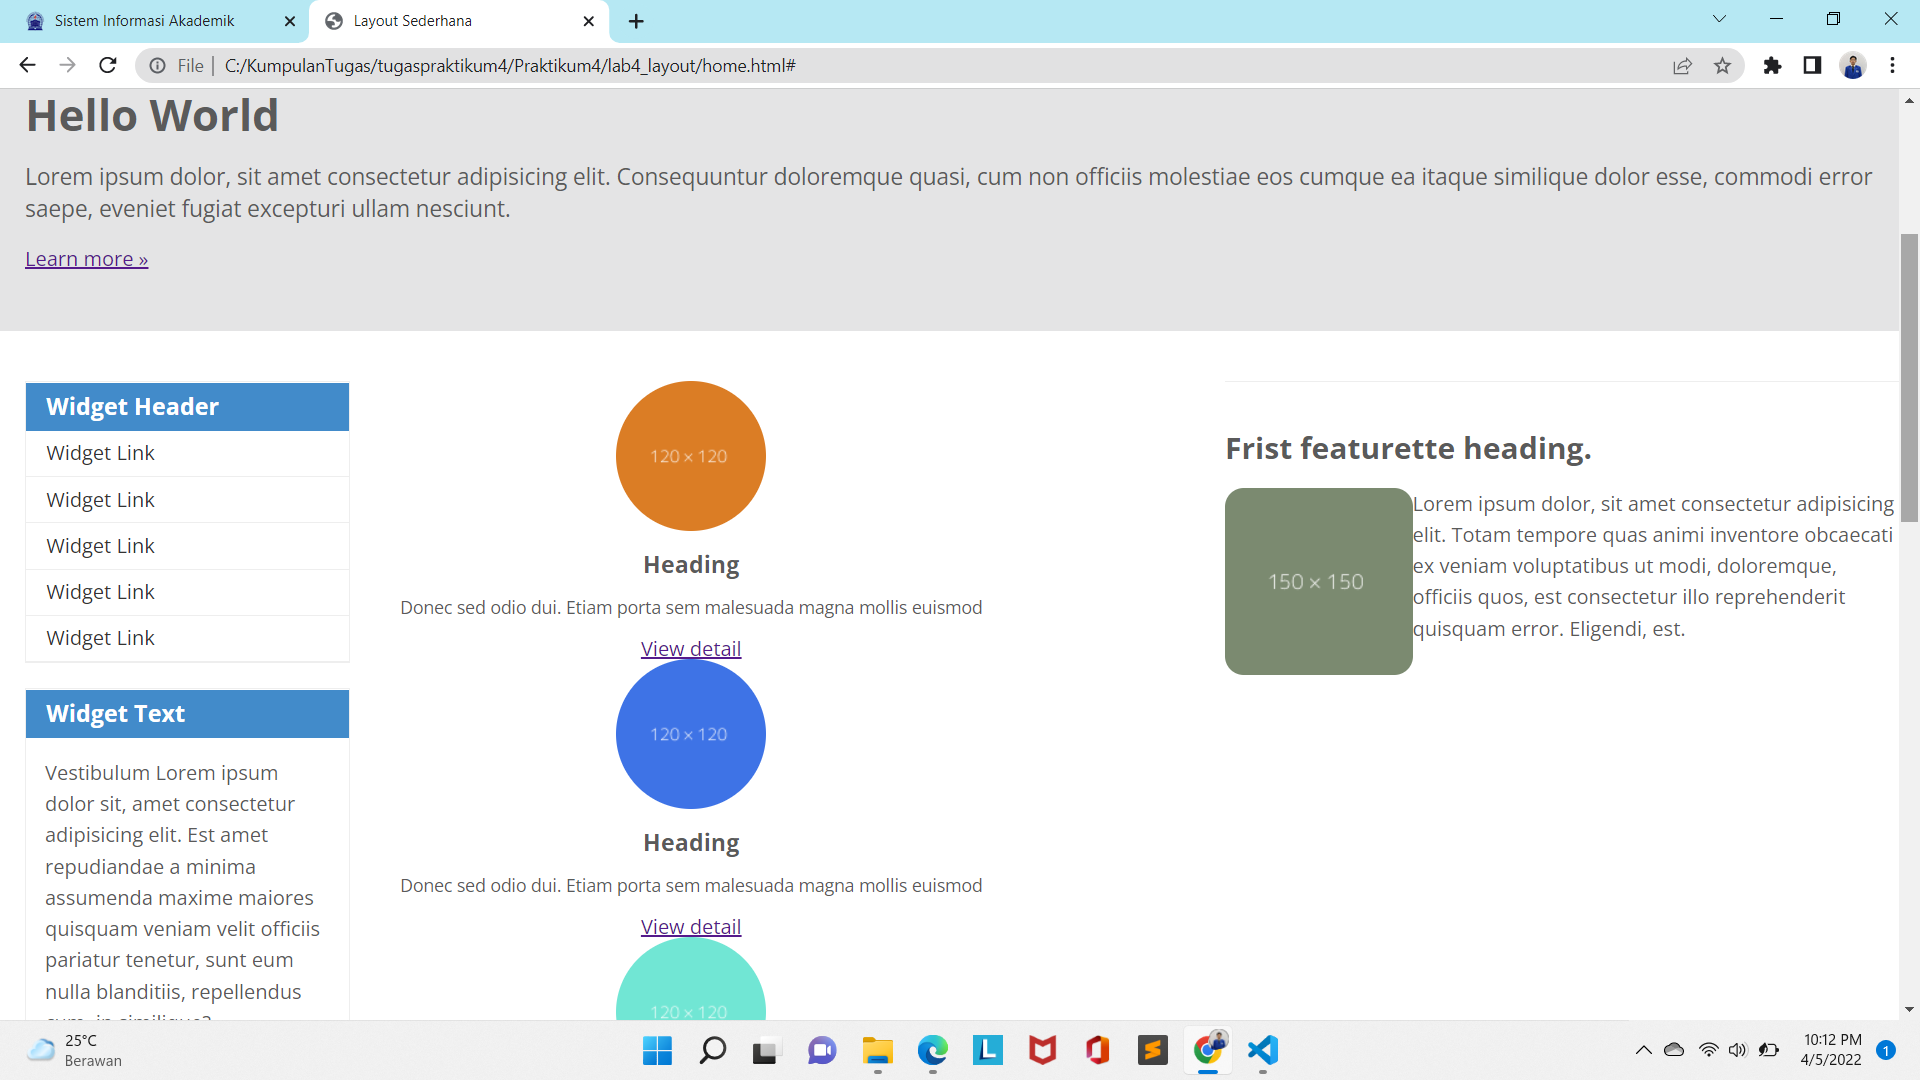 Sistem Informasi Akademik
Layout Sederhana
File | C:/KumpulanTugas/tugaspraktikum4/Praktikum4/lab4_layout/home.html#
Hello World
Lorem ipsum dolor, sit amet consectetur adipisicing elit. Consequuntur doloremque quasi, cum non officiis molestiae eos cumque ea itaque similique dolor esse, commodi error
saepe, eveniet fugiat excepturi ullam nesciunt.
Learn more »
Widget Header
Widget Link
Widget Link
Widget Link
Widget Link
Widget Link
Widget Text
Vestibulum Lorem ipsum
dolor sit, amet consectetur
adipisicing elit. Est amet
repudiandae a minima
assumenda maxime maiores
quisquam veniam velit officiis
pariatur tenetur, sunt eum
nulla blanditiis, repellendus
120 × 120
Heading
Donec sed odio dui. Etiam porta sem malesuada magna mollis euismod
View detail
120 × 120
Heading
Donec sed odio dui. Etiam porta sem malesuada magna mollis euismod
View detail
120 × 120
Frist featurette heading.
150 × 150
Lorem ipsum dolor, sit amet consectetur adipisicing
elit. Totam tempore quas animi inventore obcaecati
ex veniam voluptatibus ut modi, doloremque,
officiis quos, est consectetur illo reprehenderit
quisquam error. Eligendi, est.
25°C
Berawan
10:12 PM
4/5/2022
1